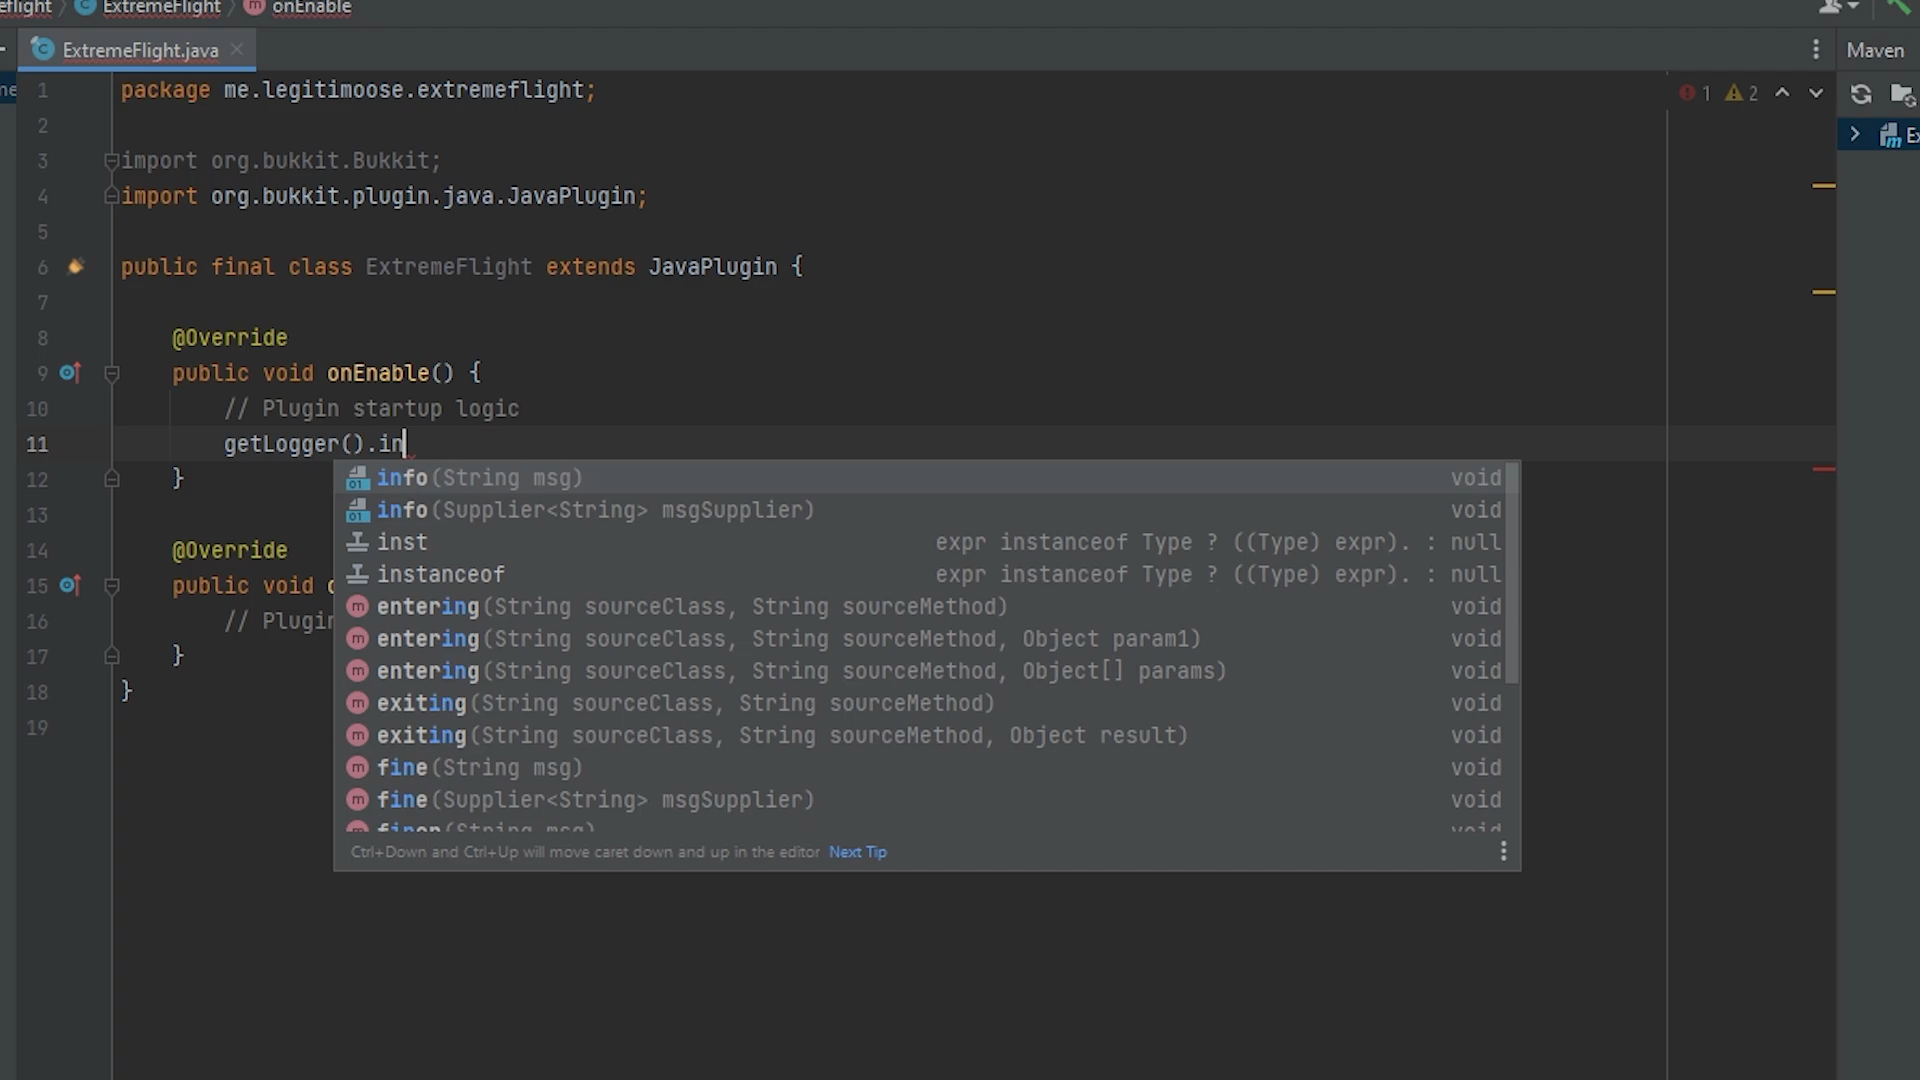 eflight ExtremeFlight onEnable
ExtremeFlight.java
Maven
1 package me.legitimoose.extremeflight;
1 2
2
3 import org.bukkit.Bukkit;
4 import org.bukkit.plugin.java.JavaPlugin;
5
6 public final class ExtremeFlight extends JavaPlugin {
7
8 @Override
9 public void onEnable() {
10 // Plugin startup logic
11 getLogger().in
12 }
13
14 @Override
15 public void
16 // Plugin
17 }
18 }
19
info(String msg) void
info(Supplier<String> msgSupplier) void
inst expr instanceof Type ? ((Type) expr). : null
instanceof expr instanceof Type ? ((Type) expr). : null
entering(String sourceClass, String sourceMethod) void
entering(String sourceClass, String sourceMethod, Object param1) void
entering(String sourceClass, String sourceMethod, Object[] params) void
exiting(String sourceClass, String sourceMethod) void
exiting(String sourceClass, String sourceMethod, Object result) void
fine(String msg) void
fine(Supplier<String> msgSupplier) void
Ctrl+Down and Ctrl+Up will move caret down and up in the editor Next Tip